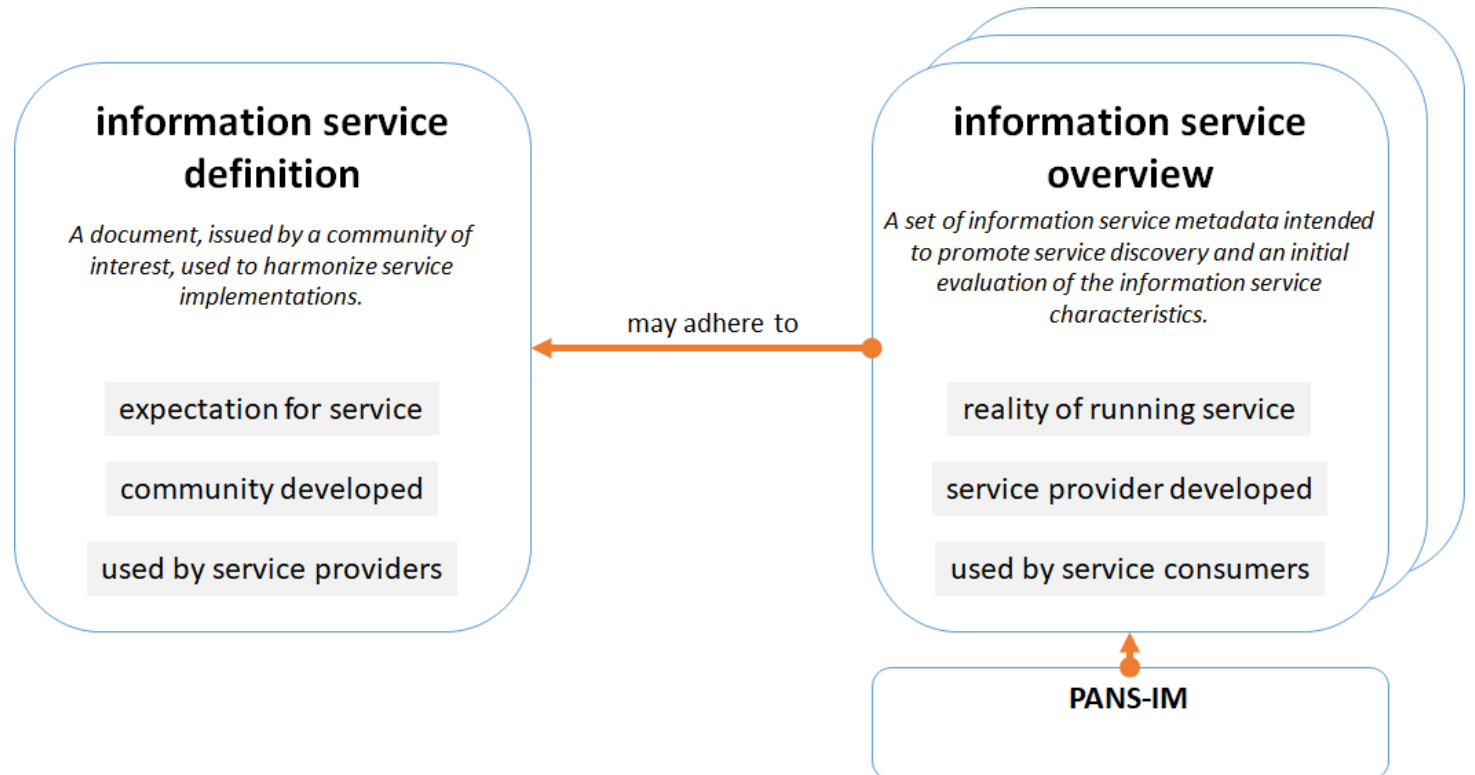 information service
definition
A document, issued by a community of
interest, used to harmonize service
implementations.
expectation for service
community developed
used by service providers
may adhere to
information service
overview
A set of information service metadata intended
to promote service discovery and an initial
evaluation of the information service
characteristics.
reality of running service
service provider developed
used by service consumers
PANS-IM